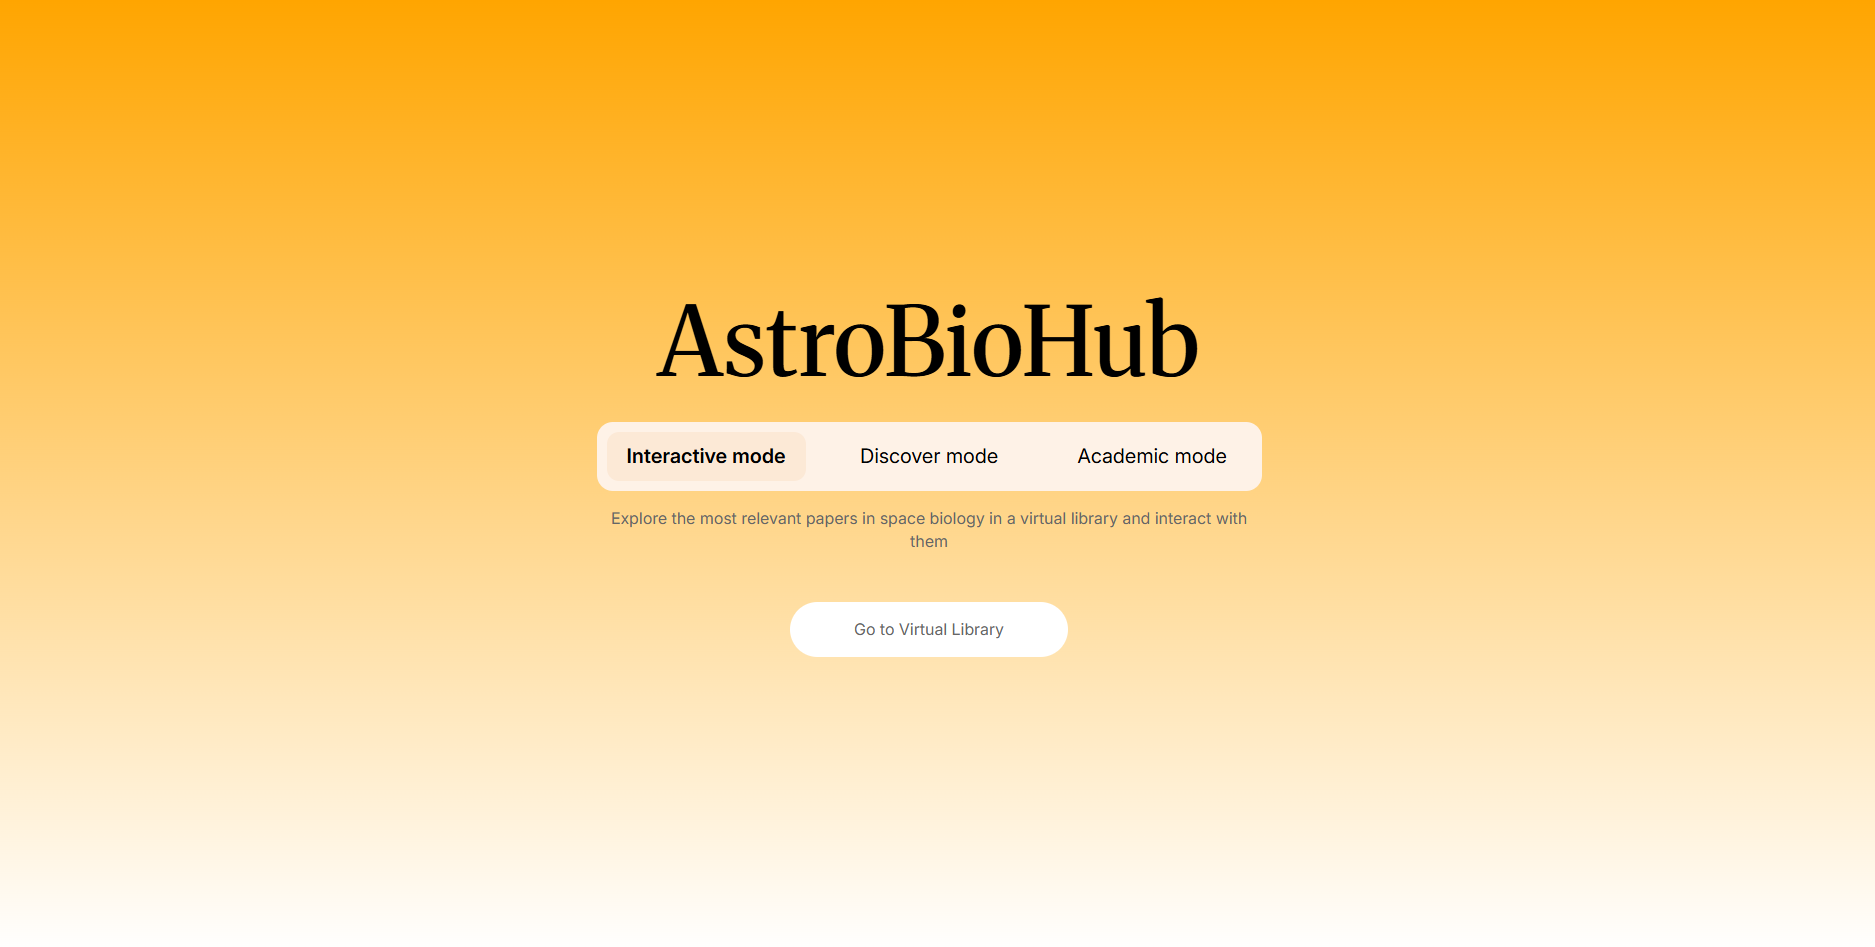 AstroBioHub
Interactive mode
Discover mode
Academic mode
Explore the most relevant papers in space biology in a virtual library and interact with
them
Go to Virtual Library